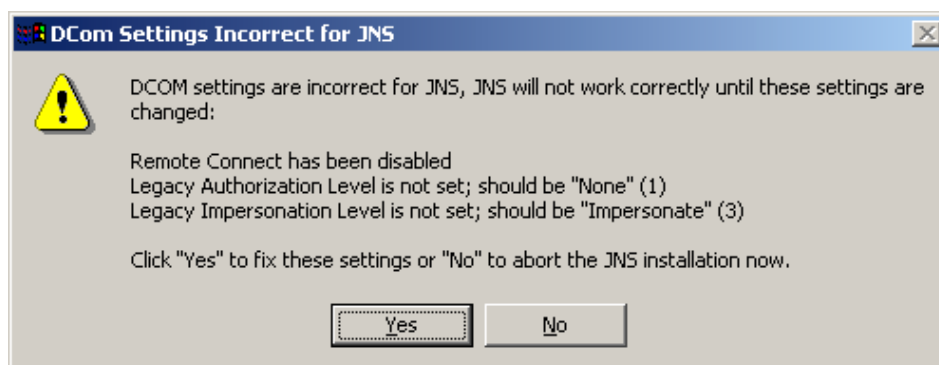 DCom Settings Incorrect for JNS
DCOM settings are incorrect for JNS, JNS will not work correctly until these settings are
changed:
Remote Connect has been disabled
Legacy Authorization Level is not set; should be "None" (1)
Legacy Impersonation Level is not set; should be "Impersonate" (3)
Click "Yes" to fix these settings or "No" to abort the JNS installation now.
Yes No